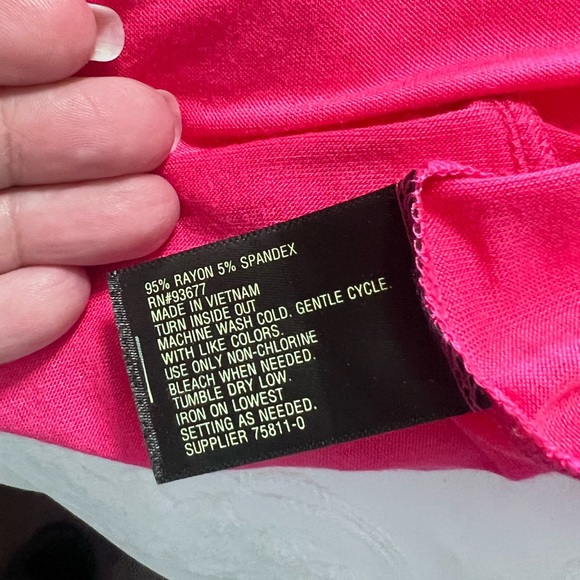 95% RAYON 5% SPANDEX
RN#93677
MADE IN VIETNAM
TURN INSIDE OUT
MACHINE WASH COLD. GENTLE CYCLE.
WITH LIKE COLORS.
USE ONLY NON-CHLORINE
BLEACH WHEN NEEDED.
TUMBLE DRY LOW.
IRON ON LOWEST
SETTING AS NEEDED.
SUPPLIER 75811-0